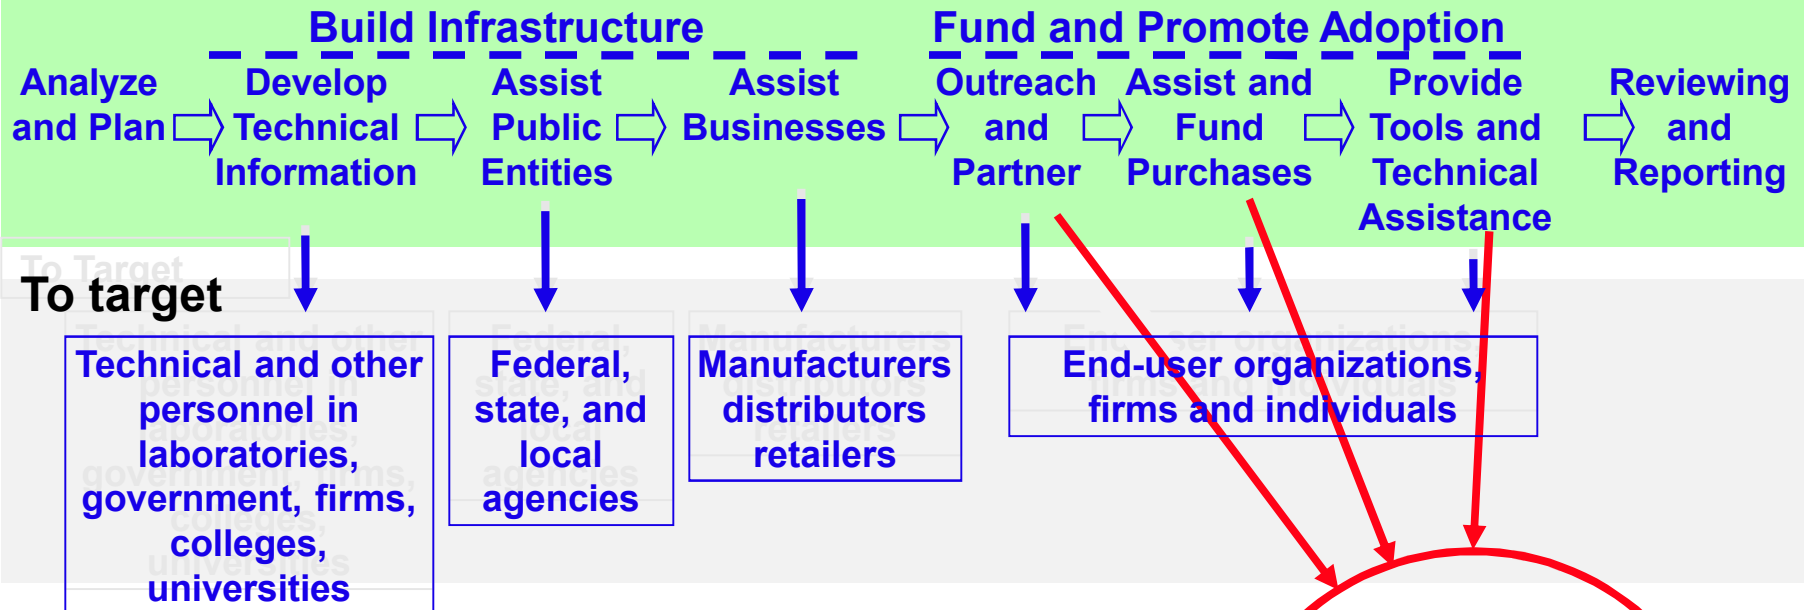 Build Infrastructure
Fund and Promote Adoption
Analyze
and Plan
Develop
Technical
Information
Assist
Public
Entities
Assist
Businesses
Outreach
and
Partner
Assist and
Fund
Purchases
Provide
Tools and
Technical
Assistance
Reviewing
and
Reporting
To Target
To target
Technical and other
personnel in
laboratories,
government, firms,
colleges,
universities
Federal,
state, and
local
agencies
Manufacturers
distributors
retailers
End-user organizations,
firms and individuals